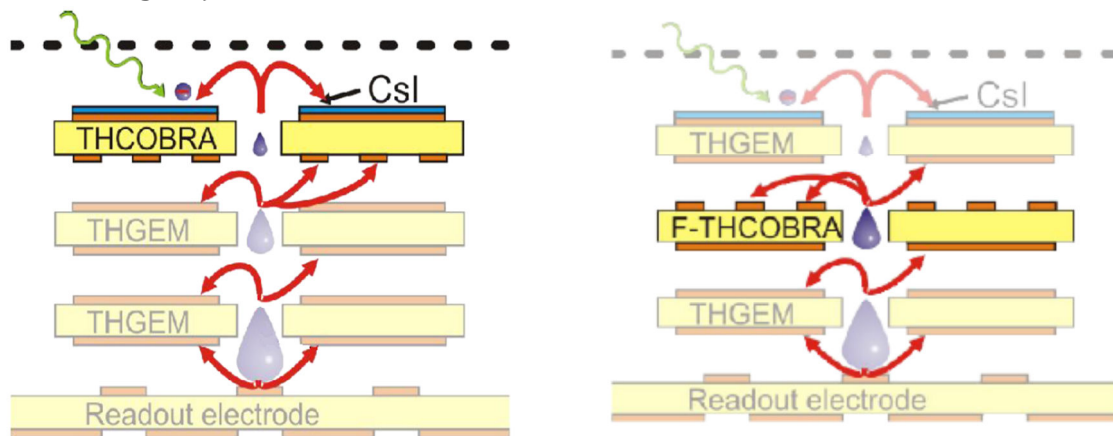 CsI
THCOBRA
THGEM
THGEM
Readout electrode
CsI
THGEM
F-THCOBRA
THGEM
Readout electrode